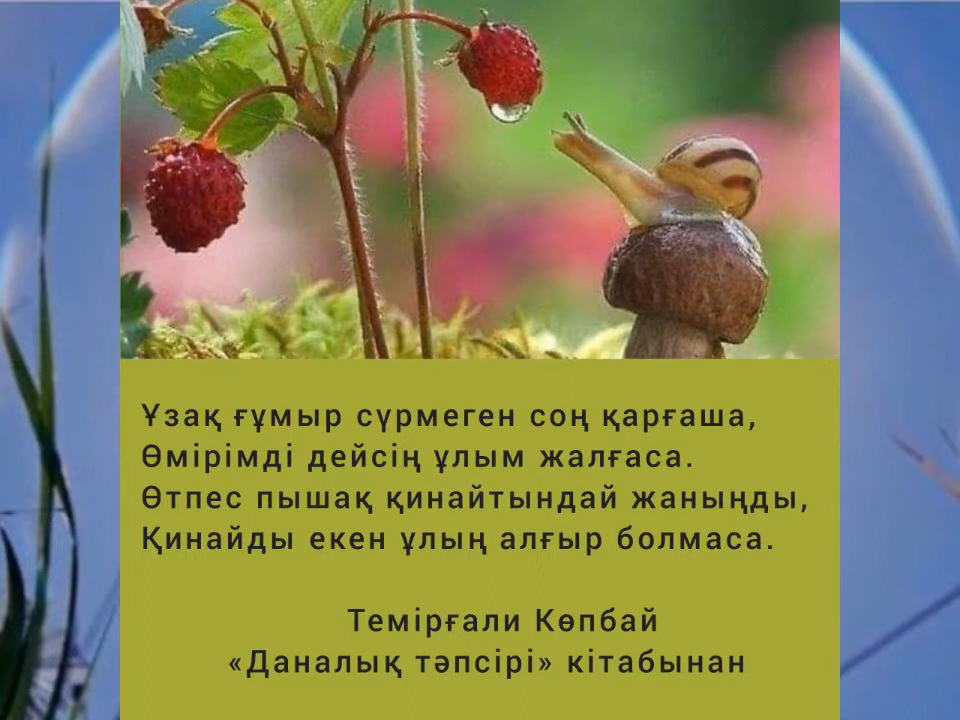 Ұзақ ғұмыр сүрмеген соң қарғаша,
Өмірімді дейсің ұлым жалғаса.
Өтпес пышақ қинайтындай жаныңды,
Қинайды екен ұлың алғыр болмаса.
Темірғали Көпбай
«Даналық тәпсірі» кітабынан